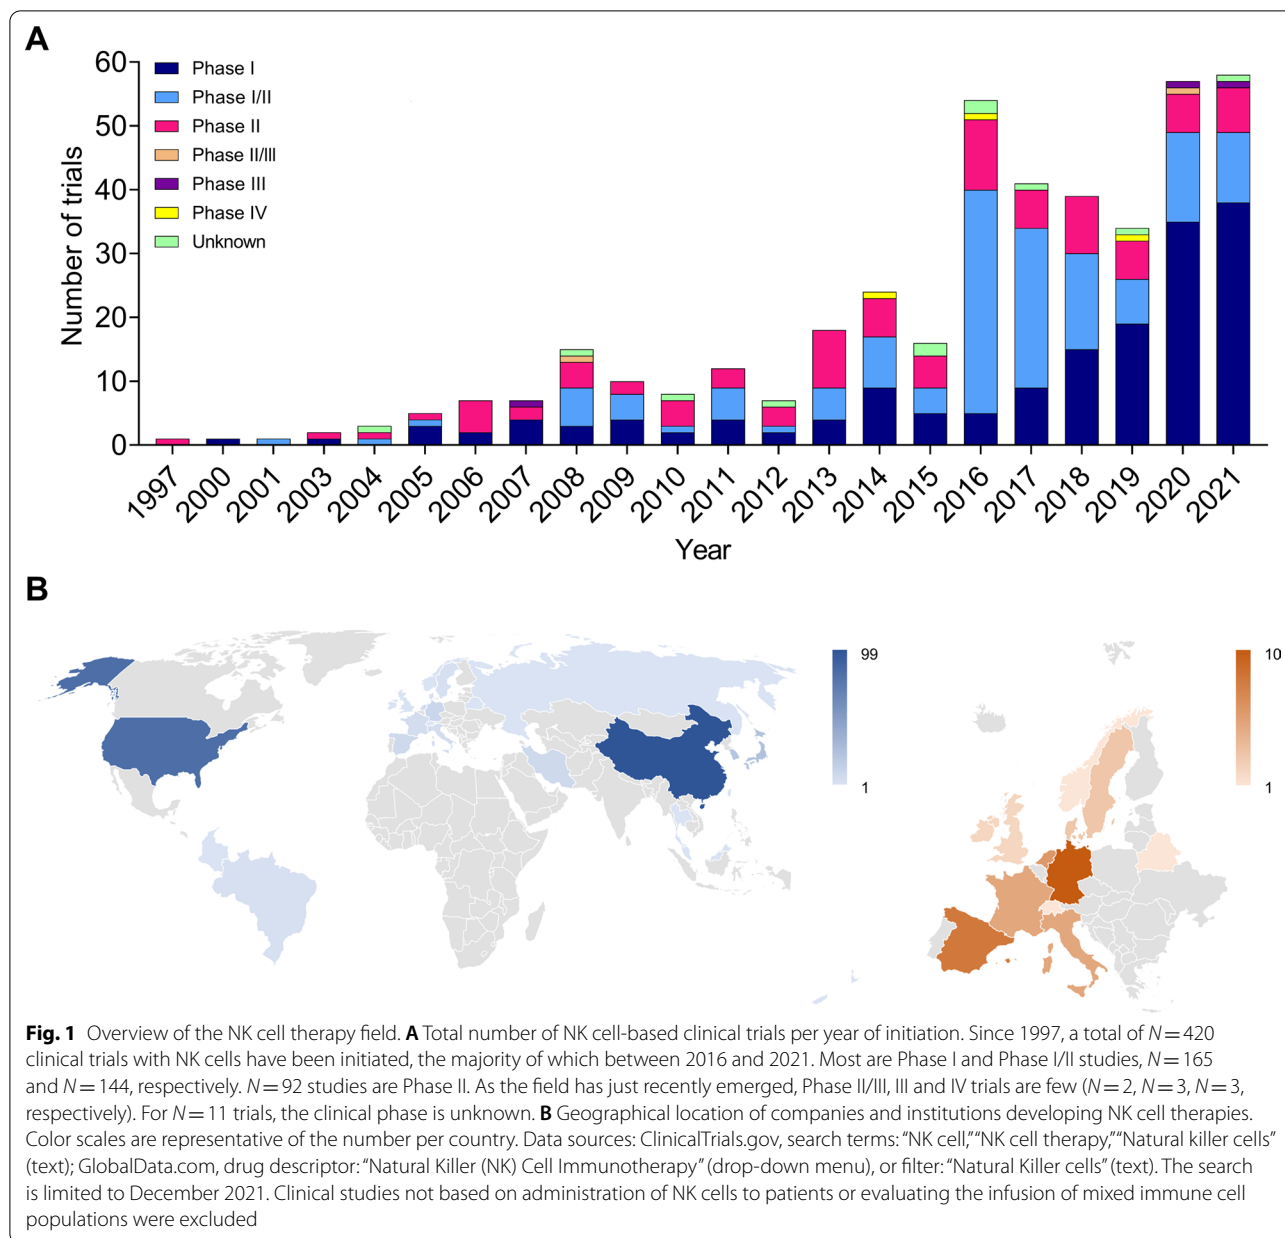 A
60
50
40
30
20
10
0
Number of trials
Phase I
Phase I/II
Phase II
Phase II/III
Phase III
Phase IV
Unknown
1997 2000 2001 2003 2004 2005 2006 2007 2008 2009 2010 2011 2012 2013 2014 2015 2016 2017 2018 2019 2020 2021
Year
B
99
1
10
1
Fig. 1 Overview of the NK cell therapy field. A Total number of NK cell-based clinical trials per year of initiation. Since 1997, a total of N = 420
clinical trials with NK cells have been initiated, the majority of which between 2016 and 2021. Most are Phase I and Phase I/II studies, N = 165
and N = 144, respectively. N = 92 studies are Phase II. As the field has just recently emerged, Phase II/III, III and IV trials are few (N = 2, N = 3, N = 3,
respectively). For N = 11 trials, the clinical phase is unknown. B Geographical location of companies and institutions developing NK cell therapies.
Color scales are representative of the number per country. Data sources: ClinicalTrials.gov, search terms: “NK cell,” “NK cell therapy,” “Natural killer cells”
(text); GlobalData.com, drug descriptor: “Natural Killer (NK) Cell Immunotherapy” (drop-down menu), or filter: “Natural Killer cells” (text). The search
is limited to December 2021. Clinical studies not based on administration of NK cells to patients or evaluating the infusion of mixed immune cell
populations were excluded